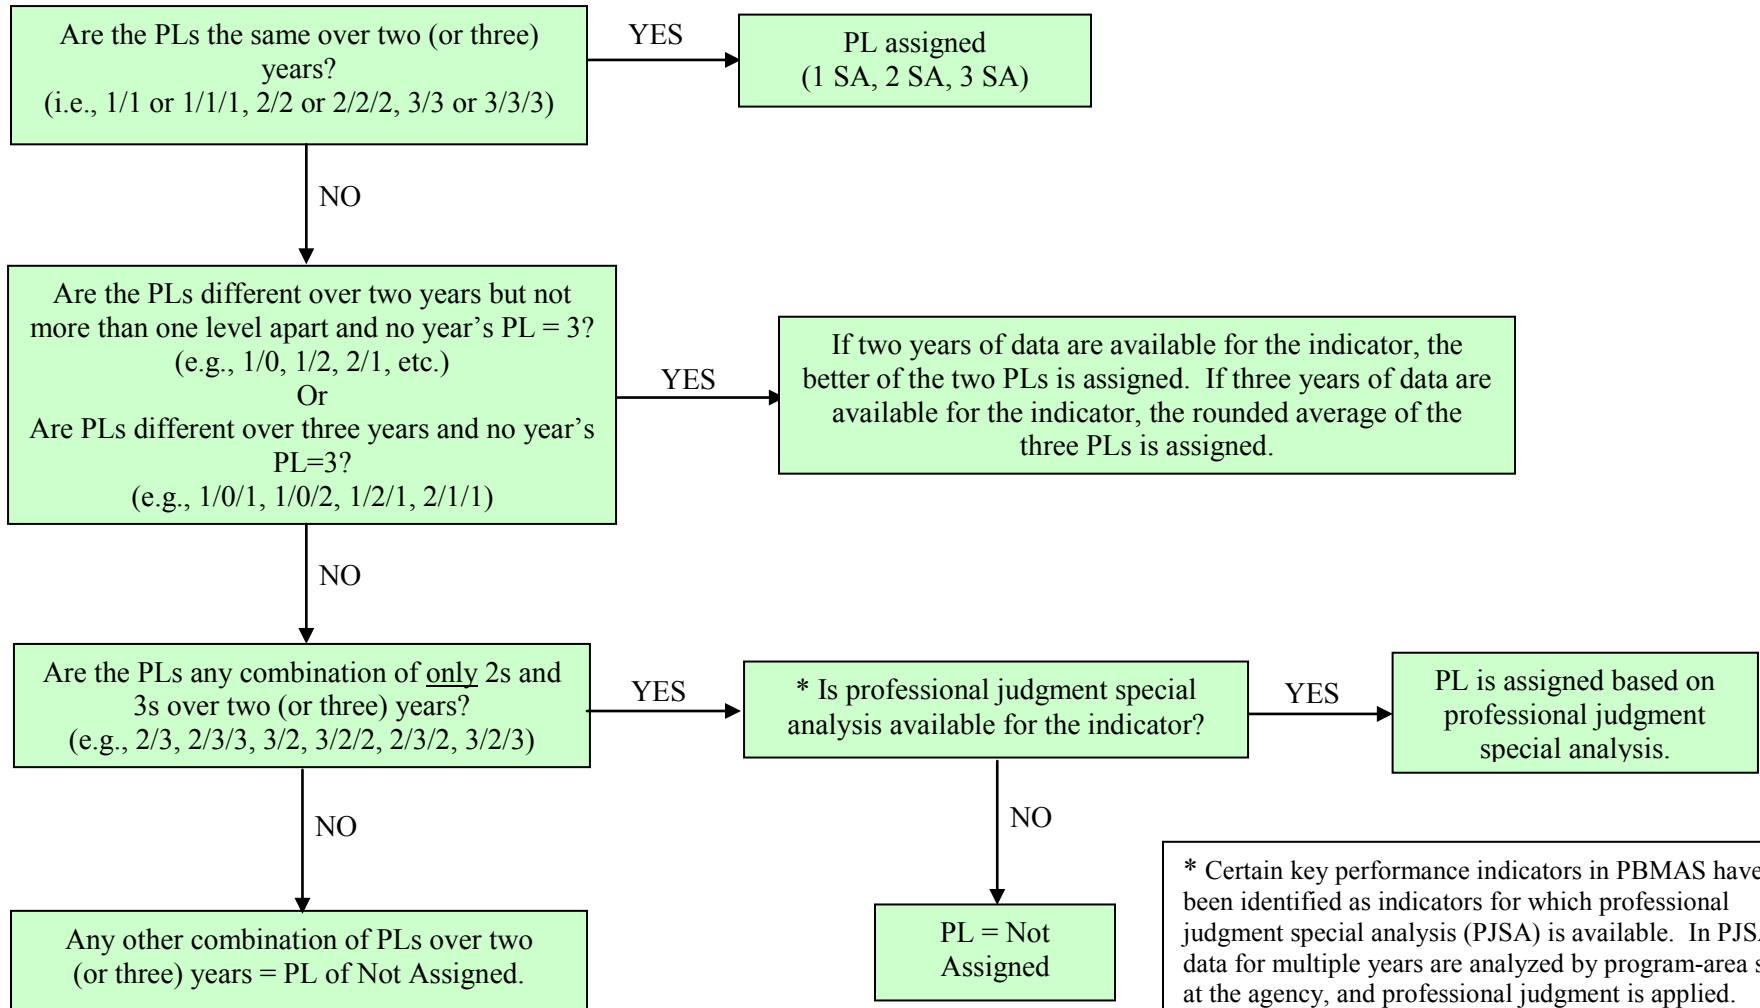 Are the PLs the same over two (or three)
years?
(i.e., 1/1 or 1/1/1, 2/2 or 2/2/2, 3/3 or 3/3/3)
YES
PL assigned
(1 SA, 2 SA, 3 SA)
NO
Are the PLs different over two years but not
more than one level apart and no year’s PL = 3?
(e.g., 1/0, 1/2, 2/1, etc.)
Or
Are PLs different over three years and no year’s
PL=3?
(e.g., 1/0/1, 1/0/2, 1/2/1, 2/1/1)
YES
If two years of data are available for the indicator, the
better of the two PLs is assigned. If three years of data are
available for the indicator, the rounded average of the
three PLs is assigned.
NO
Are the PLs any combination of only 2s and
3s over two (or three) years?
(e.g., 2/3, 2/3/3, 3/2, 3/2/2, 2/3/2, 3/2/3)
YES
* Is professional judgment special
analysis available for the indicator?
YES
PL is assigned based on
professional judgment
special analysis.
NO
Any other combination of PLs over two
(or three) years = PL of Not Assigned.
NO
PL = Not
Assigned
* Certain key performance indicators in PBMAS have
been identified as indicators for which professional
judgment special analysis (PJSA) is available. In PJS
data for multiple years are analyzed by program-area s
at the agency, and professional judgment is applied.